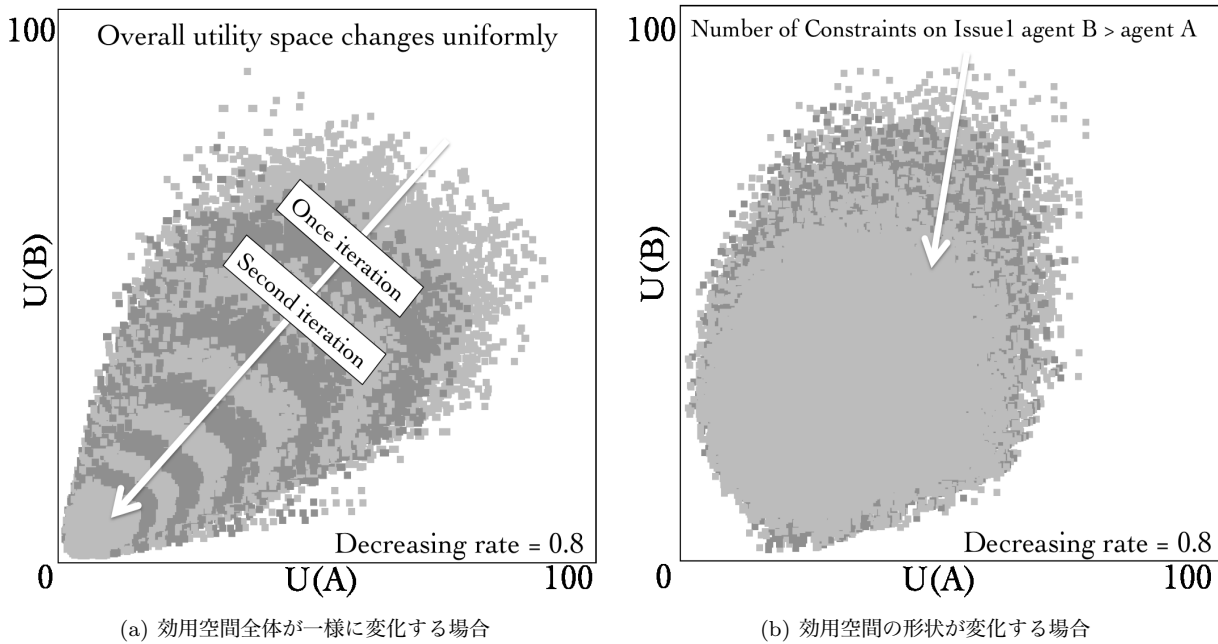 100
Overall utility space changes uniformly
Once iteration
Second iteration
U(B)
Decreasing rate = 0.8
0
U(A)
100
(a) 効用空間全体が一様に変化する場合
100
Number of Constraints on Issue1 agent B > agent A
U(B)
Decreasing rate = 0.8
0
U(A)
100
(b) 効用空間の形状が変化する場合